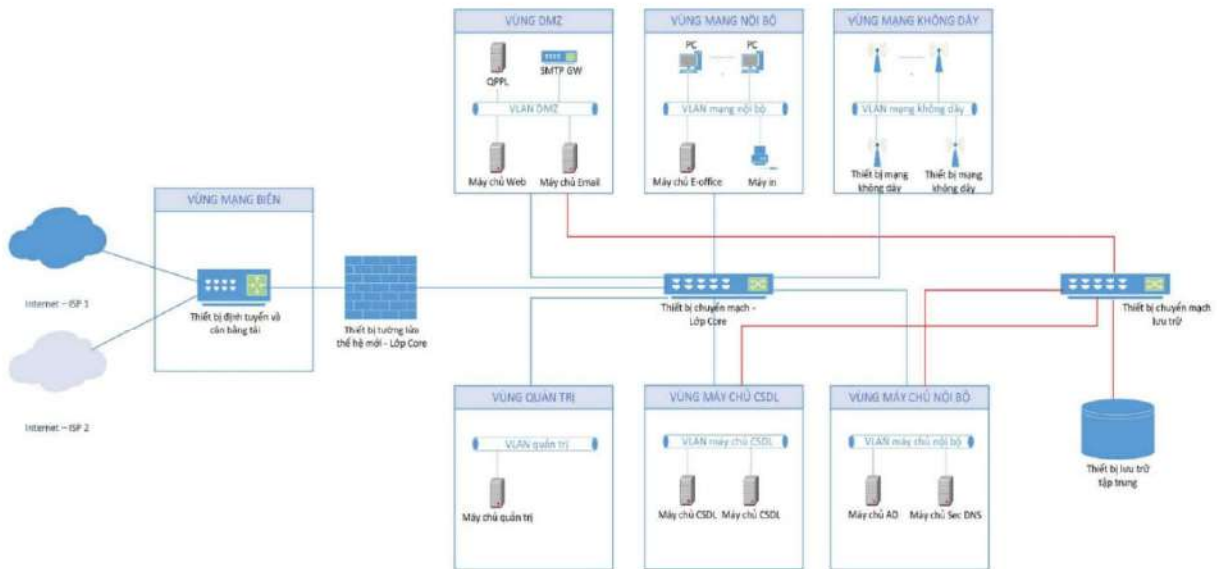 VÙNG DMZ
QPPL
SMTP GW
VLAN DMZ
Máy chủ Web
Máy chủ Email
VÙNG MẠNG NỘI BỘ
PC
PC
VLAN mạng nội bộ
Máy chủ E-office
Máy in
VÙNG MẠNG KHÔNG DÂY
VLAN mạng không dây
Thiết bị mạng
không dây
Thiết bị mạng
không dây
VÙNG MẠNG BIÊN
Internet – ISP 1
Thiết bị định tuyến và
cân bằng tải
Thiết bị tường lửa
thế hệ mới - Lớp Core
Thiết bị chuyển mạch -
Lớp Core
Thiết bị chuyển mạch
lưu trữ
Internet – ISP 2
VÙNG QUẢN TRỊ
VLAN quản trị
Máy chủ quản trị
VÙNG MÁY CHỦ CSDL
VLAN máy chủ CSDL
Máy chủ CSDL
Máy chủ CSDL
VÙNG MÁY CHỦ NỘI BỘ
VLAN máy chủ nội bộ
Máy chủ AD
Máy chủ Sec DNS
Thiết bị lưu trữ
tập trung